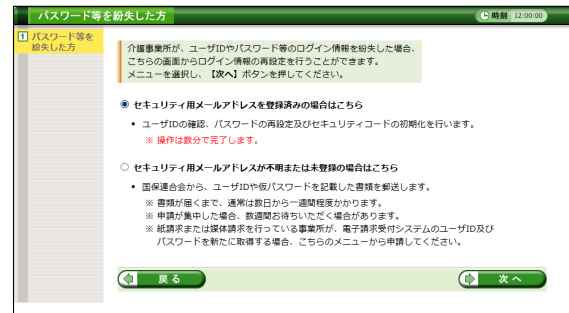 パスワード等を紛失した方
時刻 12:00:00
1 パスワード等を
紛失した方
介護事業所が、ユーザIDやパスワード等のログイン情報を紛失した場合、
こちらの画面からログイン情報の再設定を行うことができます。
メニューを選択し、【次へ】ボタンを押してください。
セキュリティ用メールアドレスを登録済みの場合はこちら
• ユーザIDの確認、パスワードの再設定及びセキュリティコードの初期化を行います。
※ 操作は数分で完了します。
セキュリティ用メールアドレスが不明または未登録の場合はこちら
• 国保連合会から、ユーザIDや仮パスワードを記載した書類を郵送します。
※ 書類が届くまで、通常は数日から一週間程度かかります。
※ 申請が集中した場合、数週間お待ちいただく場合があります。
※ 紙請求または媒体請求を行っている事業所が、電子請求受付システムのユーザID及び
パスワードを新たに取得する場合、こちらのメニューから申請してください。
戻る
次へ